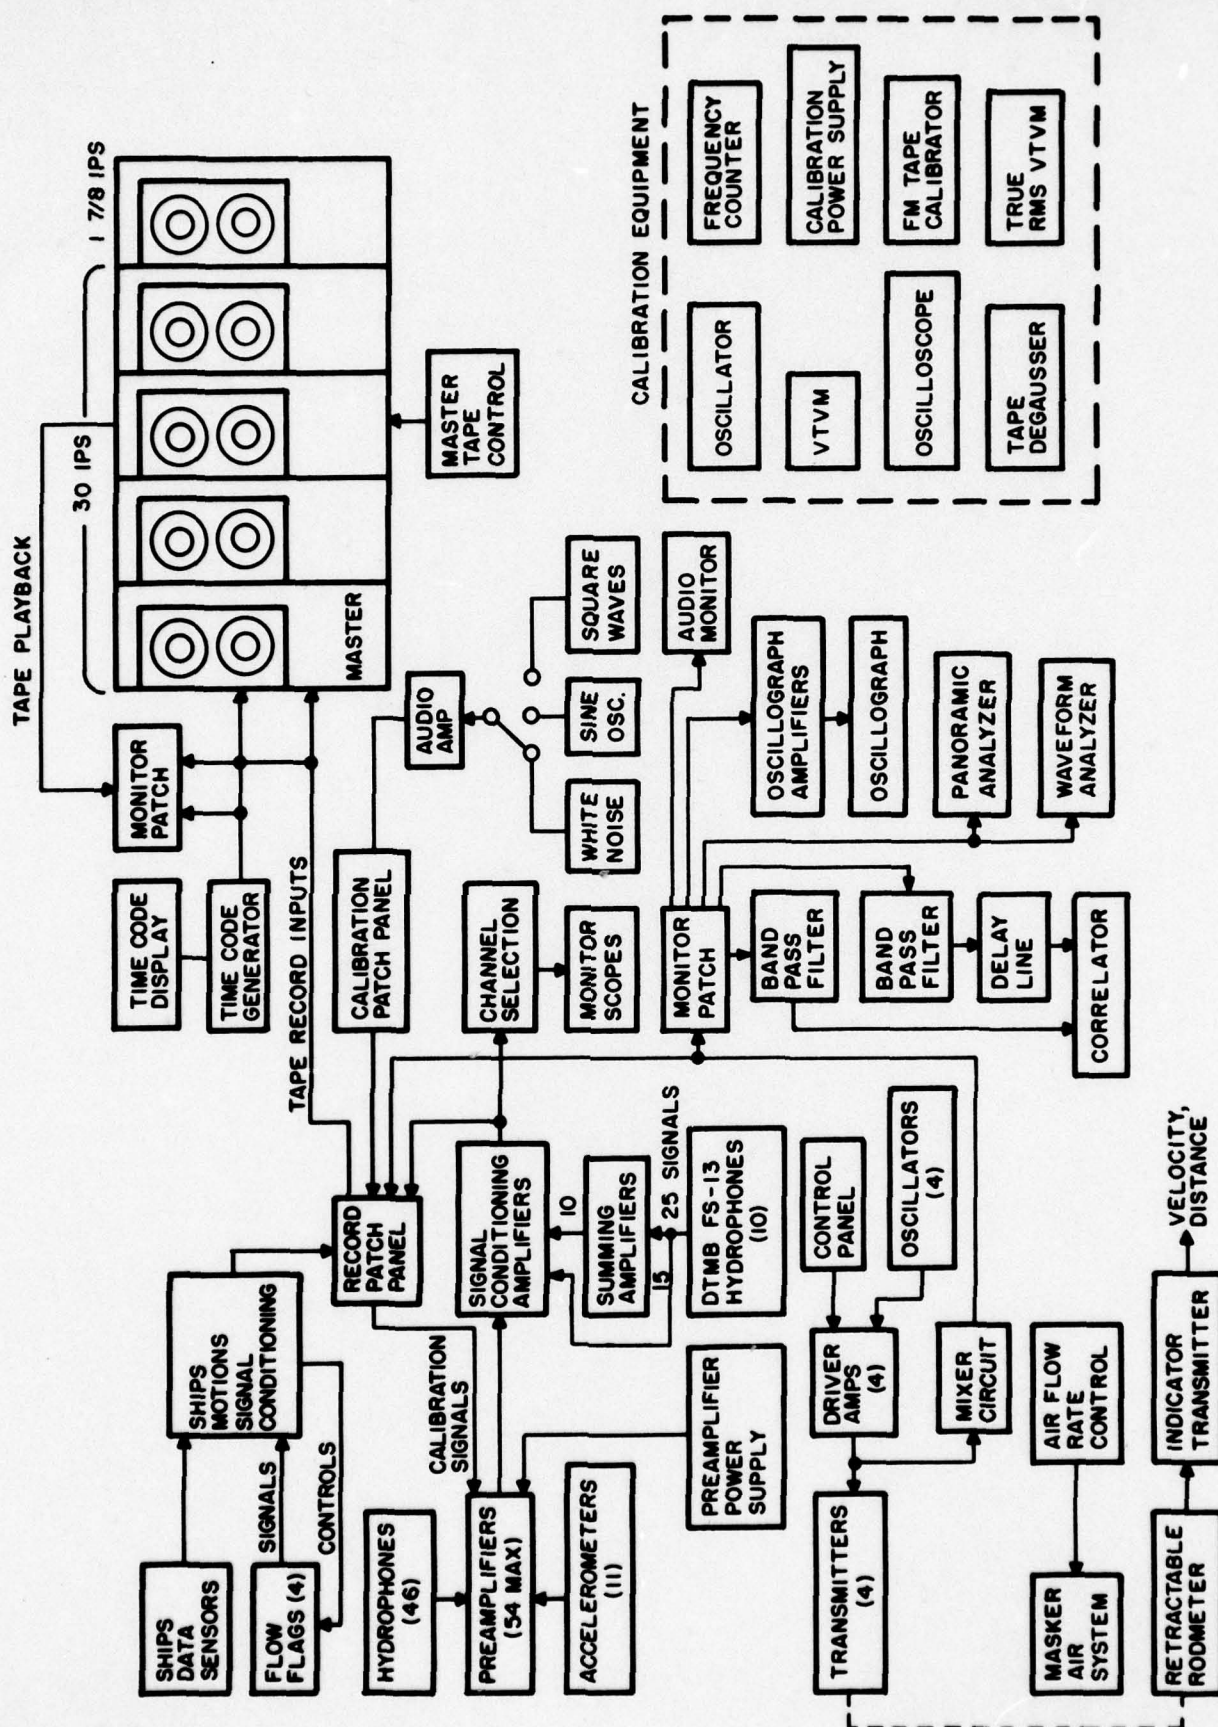 SHIPS
DATA
SENSORS
FLOW
FLAGS (4)
SIGNALS
CONTROLS
SHIPS
MOTIONS
SIGNAL
CONDITIONING
HYDROPHONES
(46)
PREAMPLIFIERS
(54 MAX)
ACCELEROMETERS
(11)
CALIBRATION
SIGNALS
PREAMPLIFIER
POWER
SUPPLY
RECORD
PATCH
PANEL
SIGNAL
CONDITIONING
AMPLIFIERS
10
SUMMING
AMPLIFIERS
15
25 SIGNALS
DTMB FS-13
HYDROPHONES
(10)
TIME CODE
DISPLAY
TIME CODE
GENERATOR
TAPE RECORD INPUTS
MONITOR
PATCH
TAPE PLAYBACK
30 IPS
1 7/8 IPS
MASTER
MASTER
TAPE
CONTROL
CALIBRATION
PATCH PANEL
AUDIO
AMP
WHITE
NOISE
SINE
OSC.
SQUARE
WAVES
CHANNEL
SELECTION
MONITOR
SCOPES
MONITOR
PATCH
AUDIO
MONITOR
OSCILLOGRAPH
AMPLIFIERS
OSCILLOGRAPH
PANORAMIC
ANALYZER
WAVEFORM
ANALYZER
BAND
PASS
FILTER
BAND
PASS
FILTER
DELAY
LINE
CORRELATOR
CONTROL
PANEL
OSCILLATORS
(4)
DRIVER
AMPS
(4)
MIXER
CIRCUIT
TRANSMITTERS
(4)
MASKER
AIR
SYSTEM
AIR FLOW
RATE
CONTROL
RETRACTABLE
RODMETER
INDICATOR
TRANSMITTER
VELOCITY,
DISTANCE
CALIBRATION EQUIPMENT
OSCILLATOR
FREQUENCY
COUNTER
VTVM
CALIBRATION
POWER SUPPLY
OSCILLOSCOPE
FM TAPE
CALIBRATOR
TAPE
DEGAUSSER
TRUE
RMS VTVM